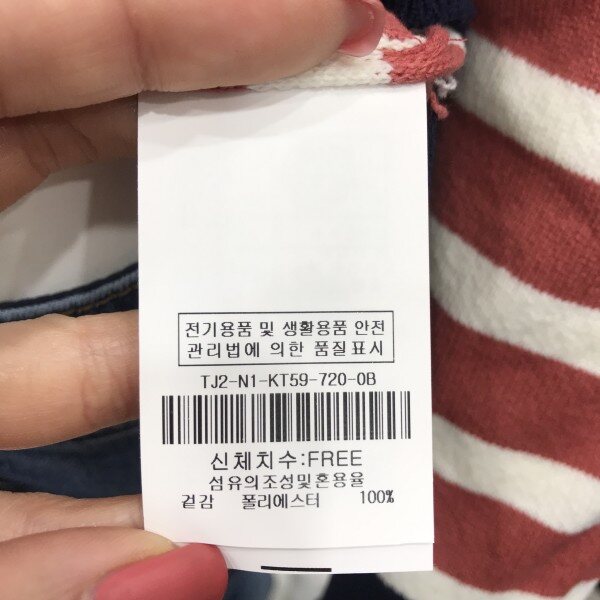 전기용품 및 생활용품 안전
관리법에 의한 품질표시
TJ2-N1-KT59-720-0B
신체치수:FREE
섬유의조성및혼용율
겉감 폴리에스터 100%